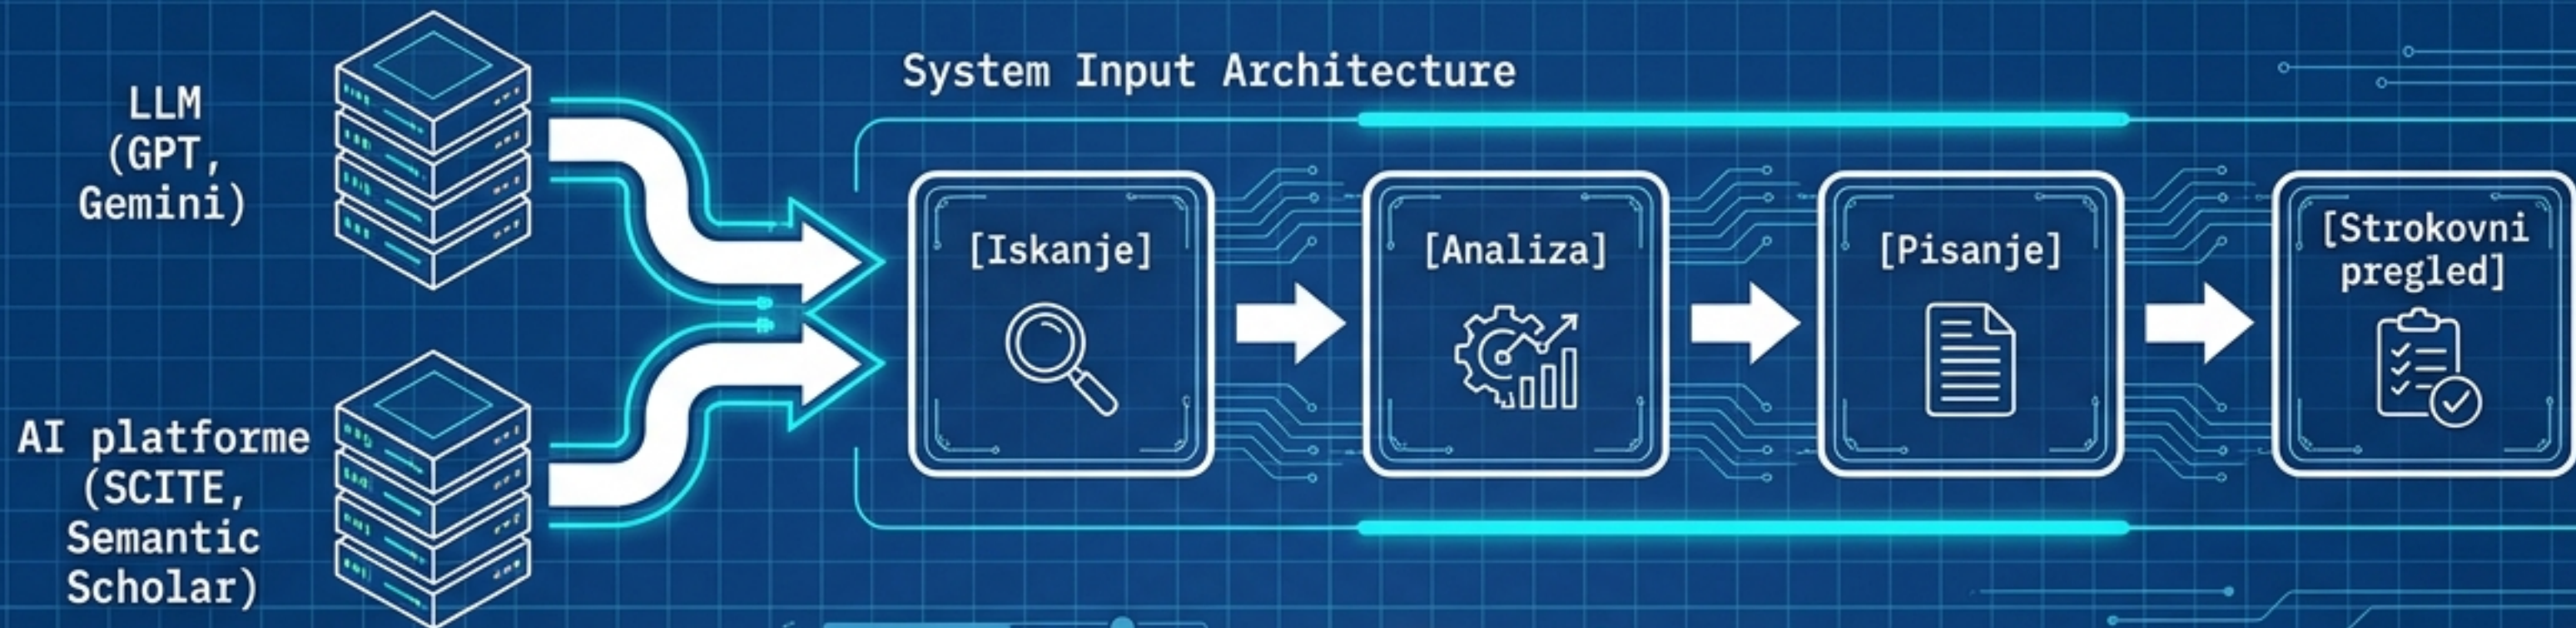 System Input Architecture
LLM
(GPT,
Gemini)
AI platforme
(SCITE,
Semantic
Scholar)
[Iskanje]
[Analiza]
[Pisanje]
[Strokovni
pregled]